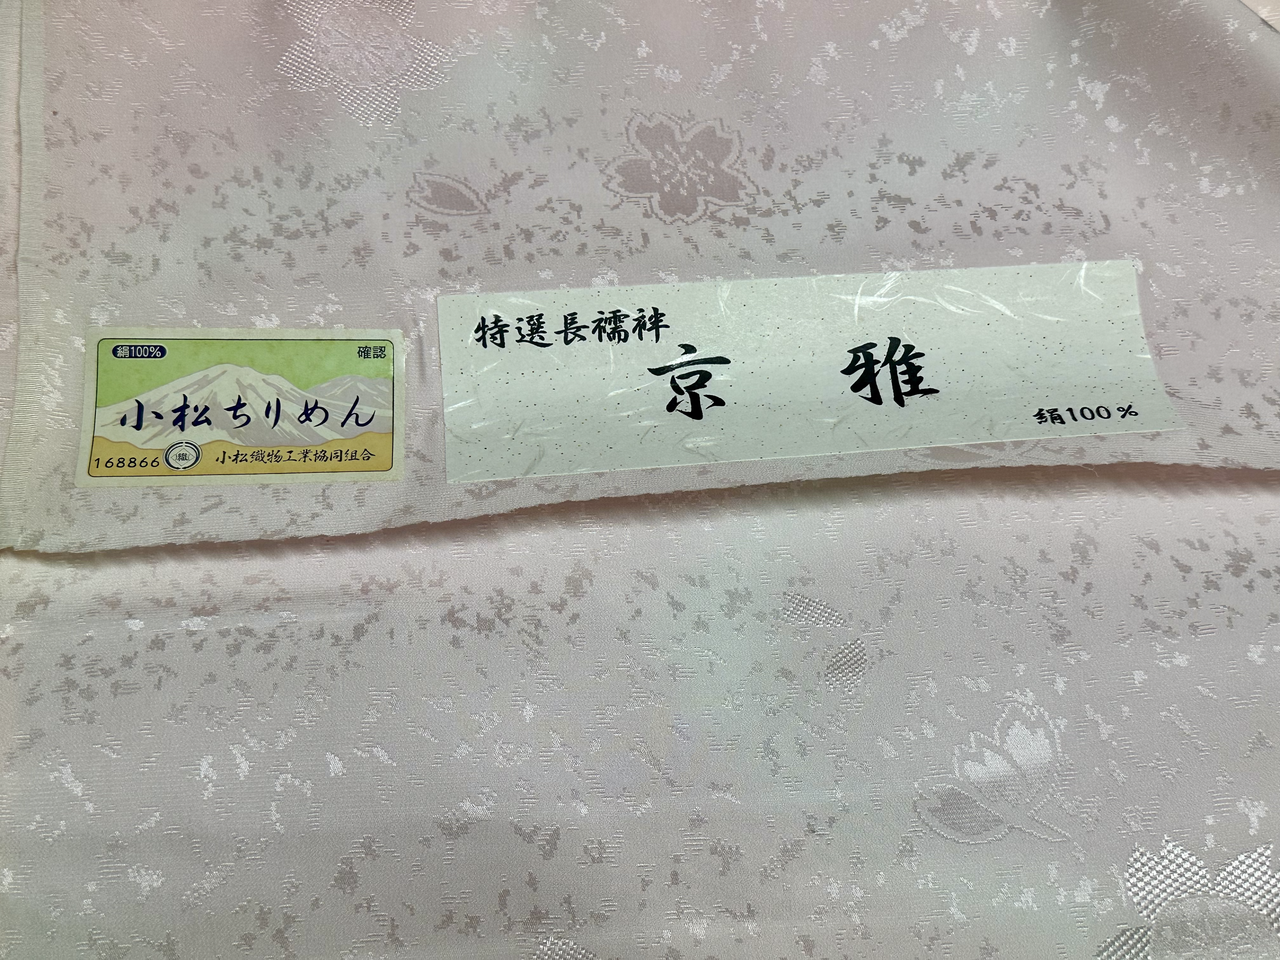 絹100%
確認
小松ちりめん
168866
織
小松織物工業協同組合
特選長襦袢
京雅
絹100%